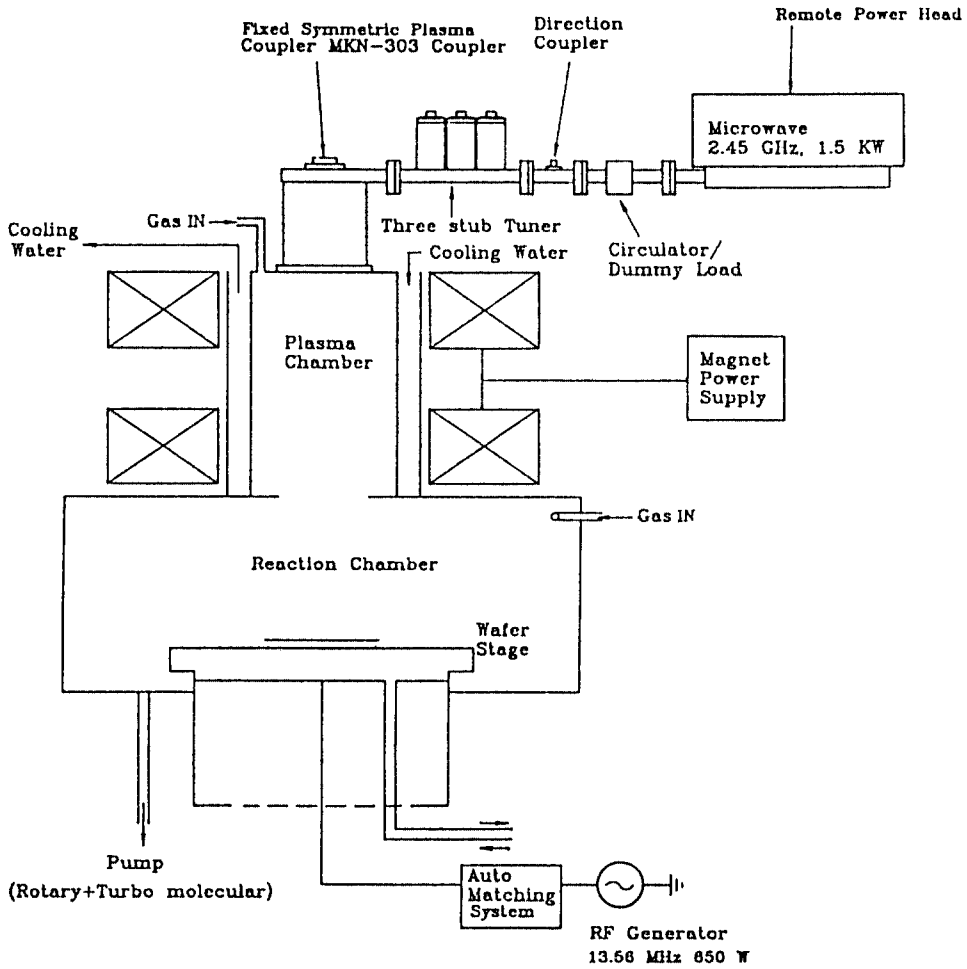 Remote Power Head
Fixed Symmetric Plasma
Coupler MKN-303 Coupler
Direction
Coupler
Microwave
2.45 GHz, 1.5 KW
Gas IN
Three stub Tuner
Cooling
Water
Cooling Water
Circulator/
Dummy Load
Plasma
Chamber
Magnet
Power
Supply
Gas IN
Reaction Chamber
Wafer
Stage
Pump
(Rotary+Turbo molecular)
Auto
Matching
System
RF Generator
13.56 MHz 650 W